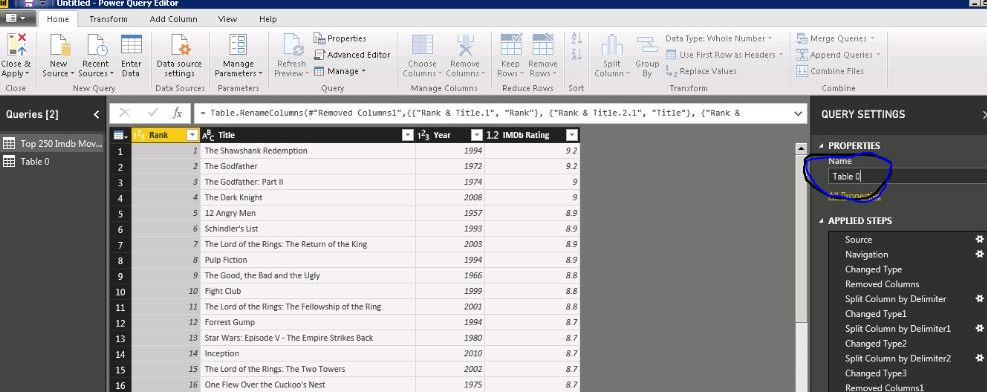 Untitled - Power Query Editor
Home Transform Add Column View Help
Close & Apply
New Source
Recent Sources
Enter Data
Data source settings
Manage Parameters
Refresh Preview
Properties
Advanced Editor
Manage
Choose Columns
Remove Columns
Keep Rows
Remove Rows
Split Column
Group By
Data Type: Whole Number
Use First Row as Headers
Replace Values
Merge Queries
Append Queries
Combine Files
Close New Query Data Sources Parameters Query Manage Columns Reduce Rows Sort Transform Combine
Queries [2]
Top 250 Imdb Mov...
Table 0
fx = Table.RenameColumns(#"Removed Columns1",{{"Rank & Title.1", "Rank"}, {"Rank & Title.2.1", "Title"}, {"Rank &
Rank Title Year IMDb Rating
1 1 The Shawshank Redemption 1994 9.2
2 2 The Godfather 1972 9.2
3 3 The Godfather: Part II 1974 9
4 4 The Dark Knight 2008 9
5 5 12 Angry Men 1957 8.9
6 6 Schindler's List 1993 8.9
7 7 The Lord of the Rings: The Return of the King 2003 8.9
8 8 Pulp Fiction 1994 8.9
9 9 The Good, the Bad and the Ugly 1966 8.8
10 10 Fight Club 1999 8.8
11 11 The Lord of the Rings: The Fellowship of the Ring 2001 8.8
12 12 Forrest Gump 1994 8.7
13 13 Star Wars: Episode V - The Empire Strikes Back 1980 8.7
14 14 Inception 2010 8.7
15 15 The Lord of the Rings: The Two Towers 2002 8.7
16 16 One Flew Over the Cuckoo's Nest 1975 8.7
QUERY SETTINGS
PROPERTIES
Name
Table 0
All Properties
APPLIED STEPS
Source
Navigation
Changed Type
Removed Columns
Split Column by Delimiter
Changed Type1
Split Column by Delimiter1
Changed Type2
Split Column by Delimiter2
Changed Type3
Removed Columns1